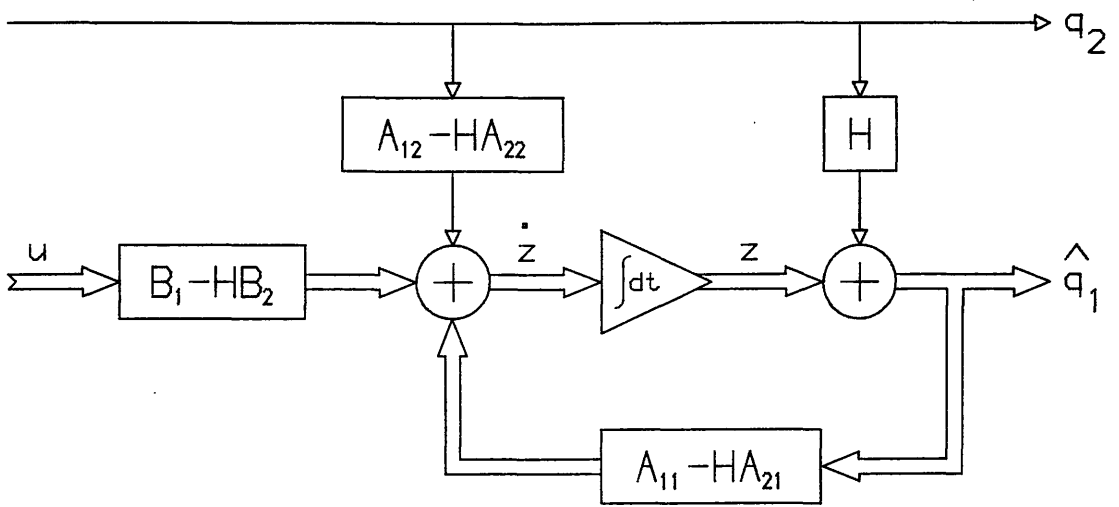 q₂
A₁₂-HA₂₂
H
u
B₁-HB₂
+
ż
∫dt
z
+
q̂₁
A₁₁-HA₂₁